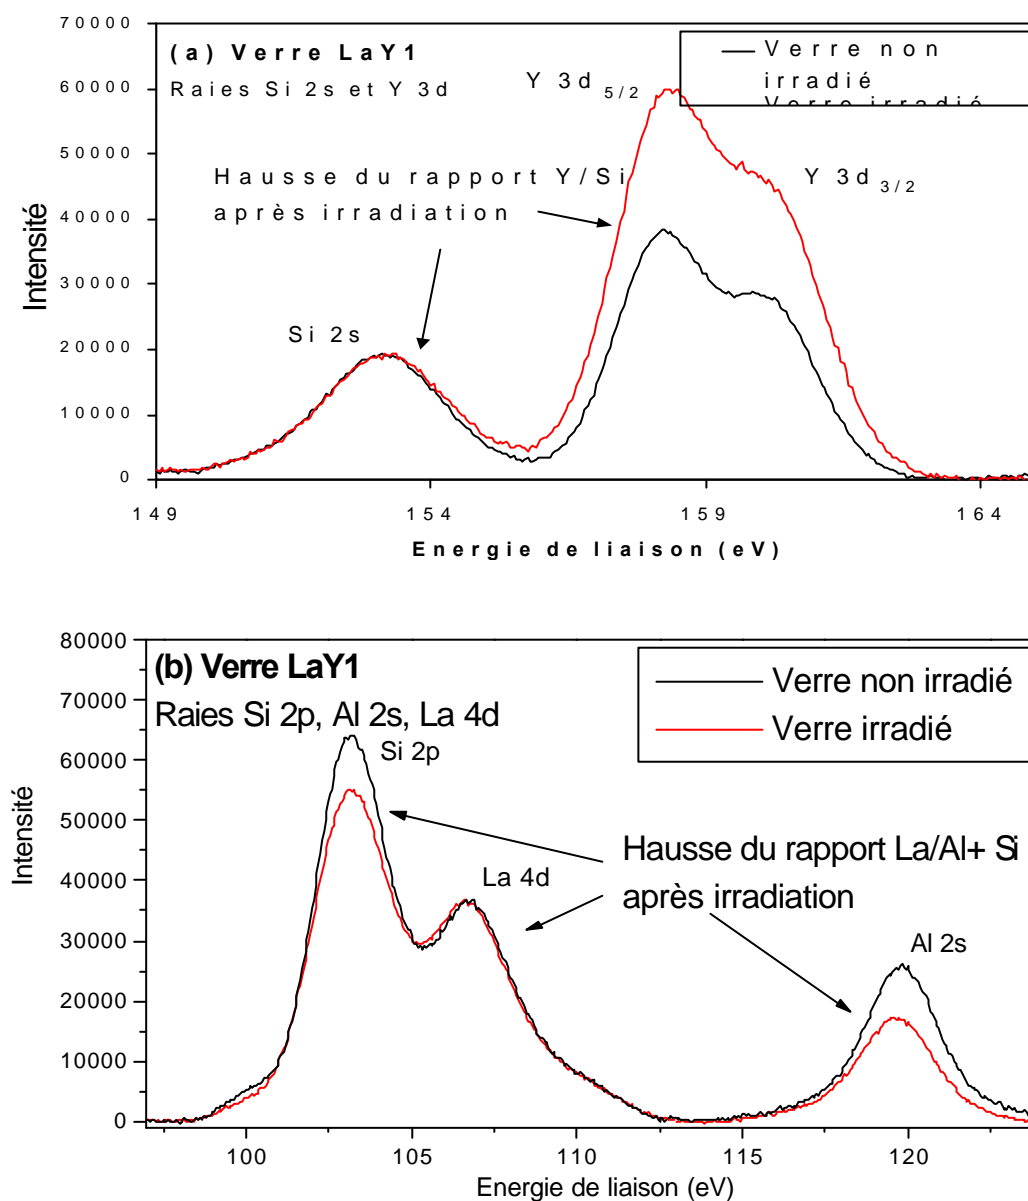 70000
60000
50000
40000
30000
20000
10000
0
Intensité
(a) Verre LaY1
Raies Si 2s et Y 3d
Y 3d 5/2
Verre non
irradié
Verre irradié
Hausse du rapport Y/Si
après irradiation
Y 3d 3/2
Si 2s
149 154 159 164
Energie de liaison (eV)
80000
70000
60000
50000
40000
30000
20000
10000
0
Intensité
(b) Verre LaY1
Raies Si 2p, Al 2s, La 4d
Verre non irradié
Verre irradié
Si 2p
La 4d
Hausse du rapport La/Al+ Si
après irradiation
Al 2s
100 105 110 115 120
Energie de liaison (eV)